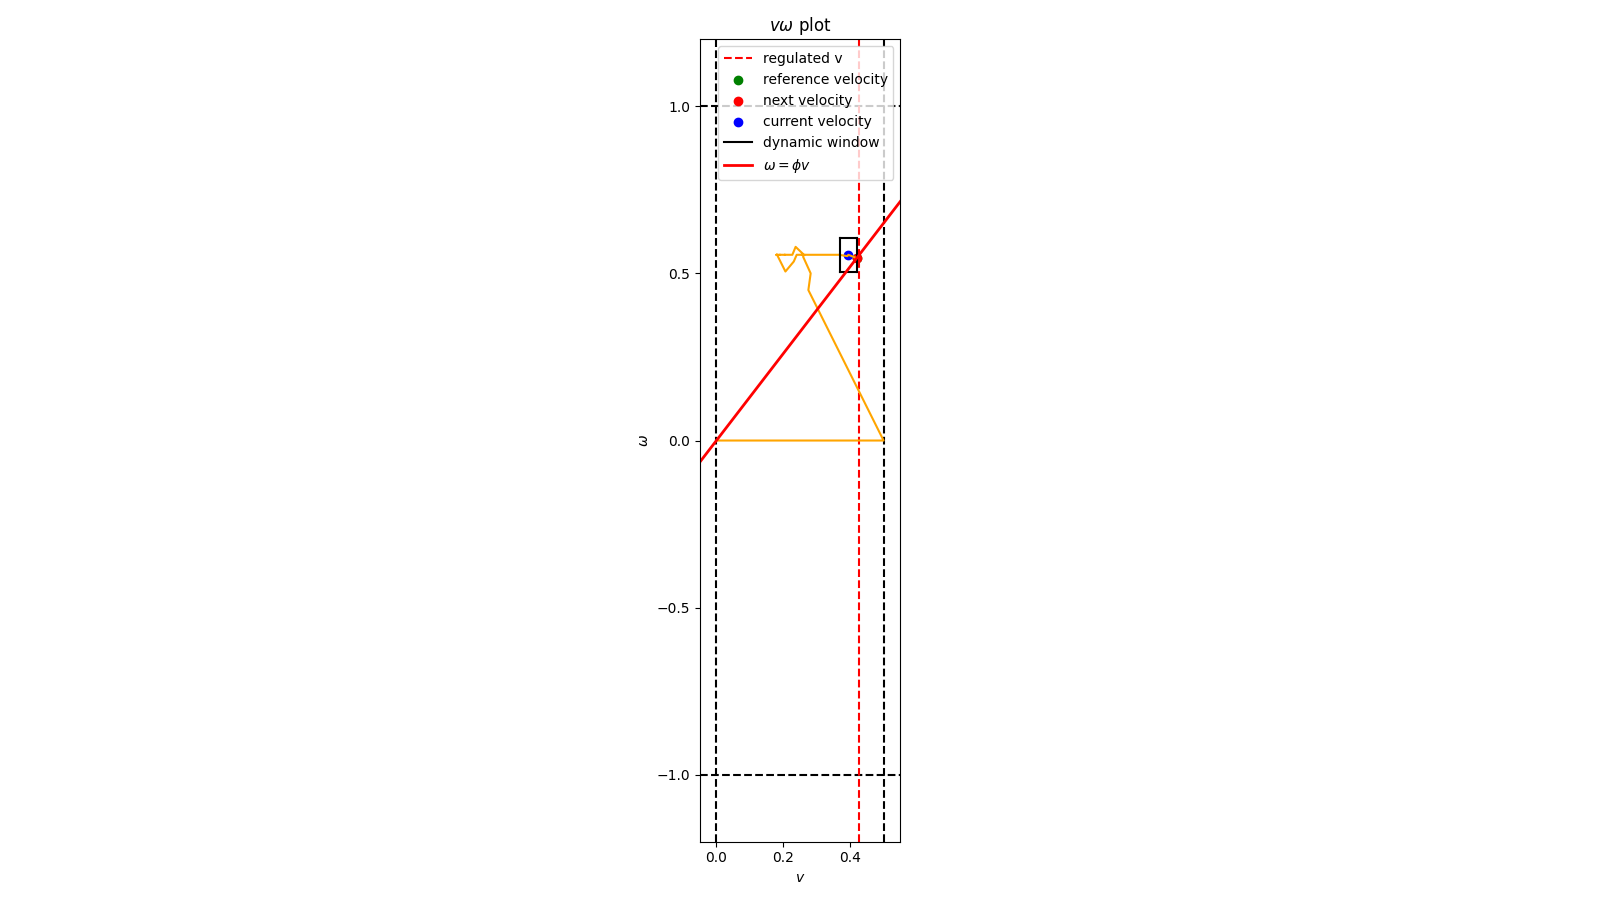 vω plot
regulated v
reference velocity
next velocity
current velocity
dynamic window
ω = ϕv
1.0
0.5
0.0
−0.5
−1.0
ω
0.0 0.2 0.4
v